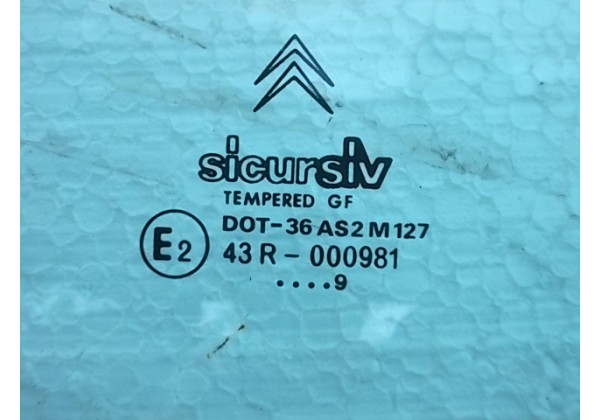 sicursiv
TEMPERED GF
DOT-36 AS2 M127
E2
43 R - 000981
....9